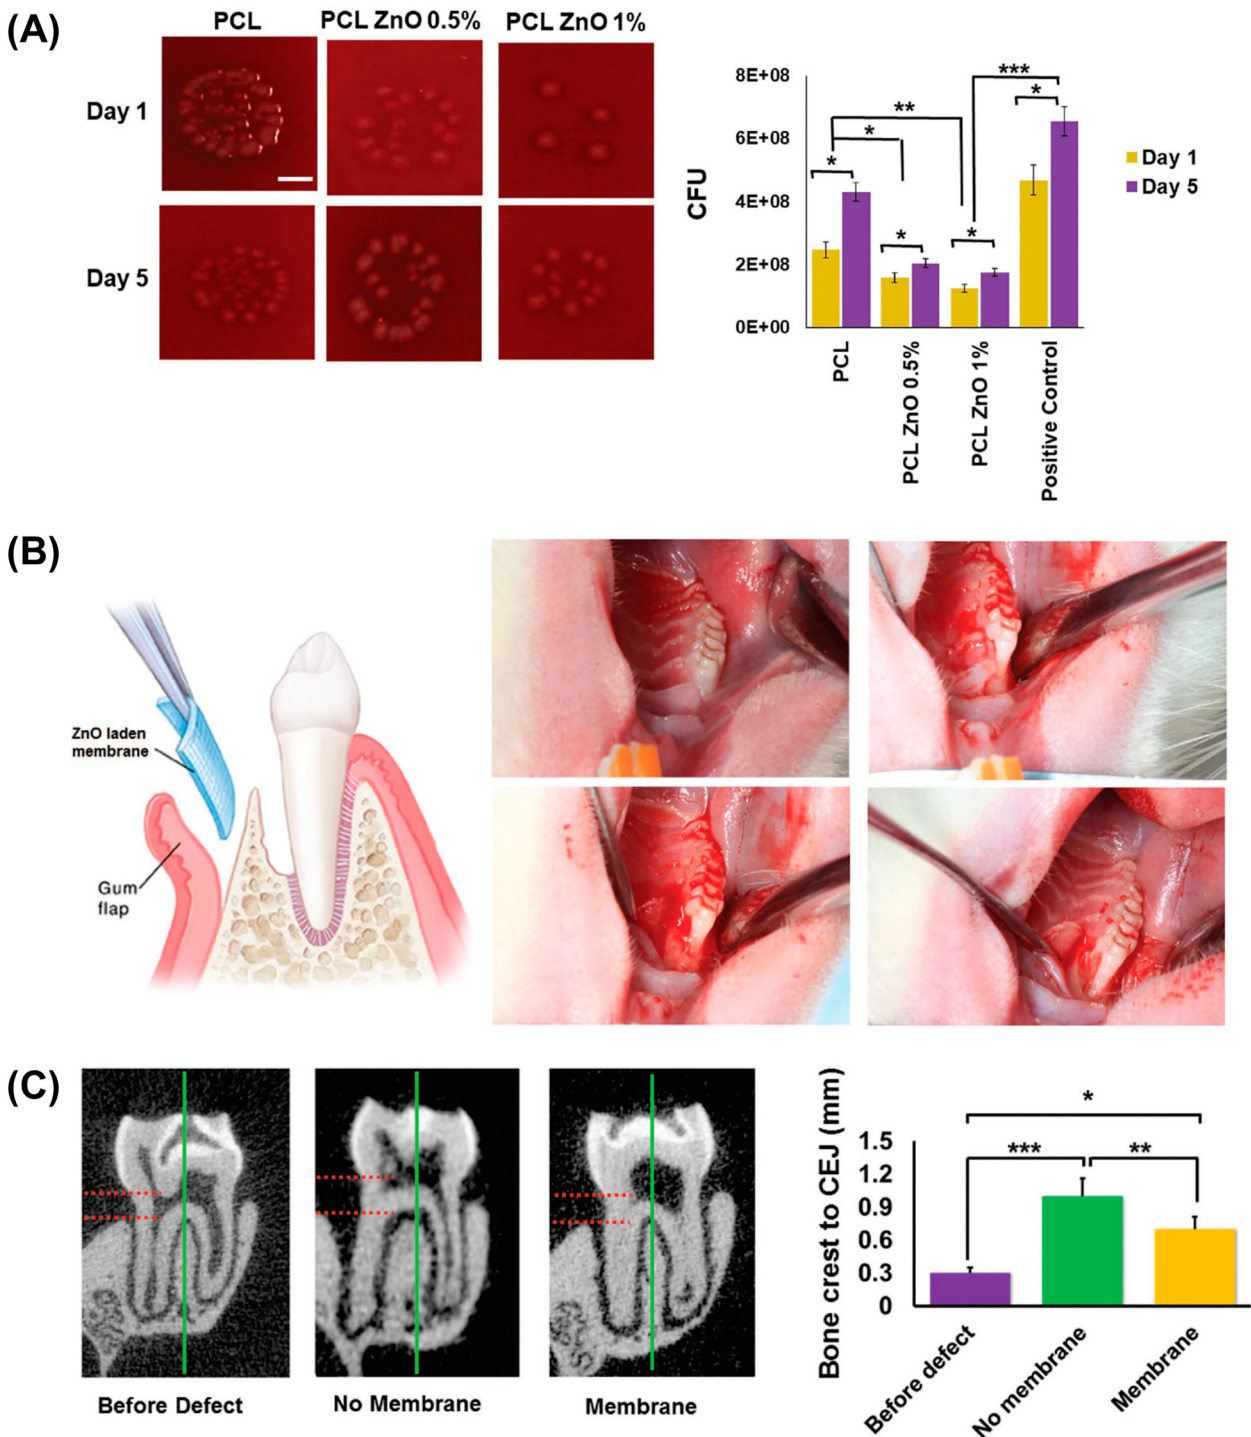 (A)
PCL
PCL ZnO 0.5%
PCL ZnO 1%
Day 1
Day 5
CFU
8E+08
6E+08
4E+08
2E+08
0E+00
*
*
**
*
*
***
*
PCL
PCL ZnO 0.5%
PCL ZnO 1%
Positive Control
Day 1
Day 5
(B)
ZnO laden
membrane
Gum
flap
(C)
Before Defect
No Membrane
Membrane
Bone crest to CEJ (mm)
1.5
1.2
0.9
0.6
0.3
0
*
***
**
Before defect
No membrane
Membrane